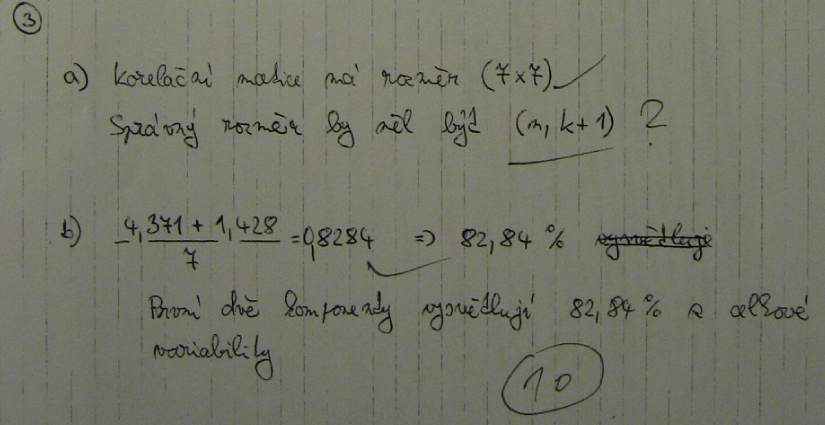 3
a) Korelační matice má rozměr (7x7) ✓
Správný rozměr by měl být (n, k+1) ?
b) 4,371 + 1,428 / 7 = 0,8284 => 82,84 % vysvětlují
První dvě komponenty vysvětlují 82,84 % z celkové
variability
10